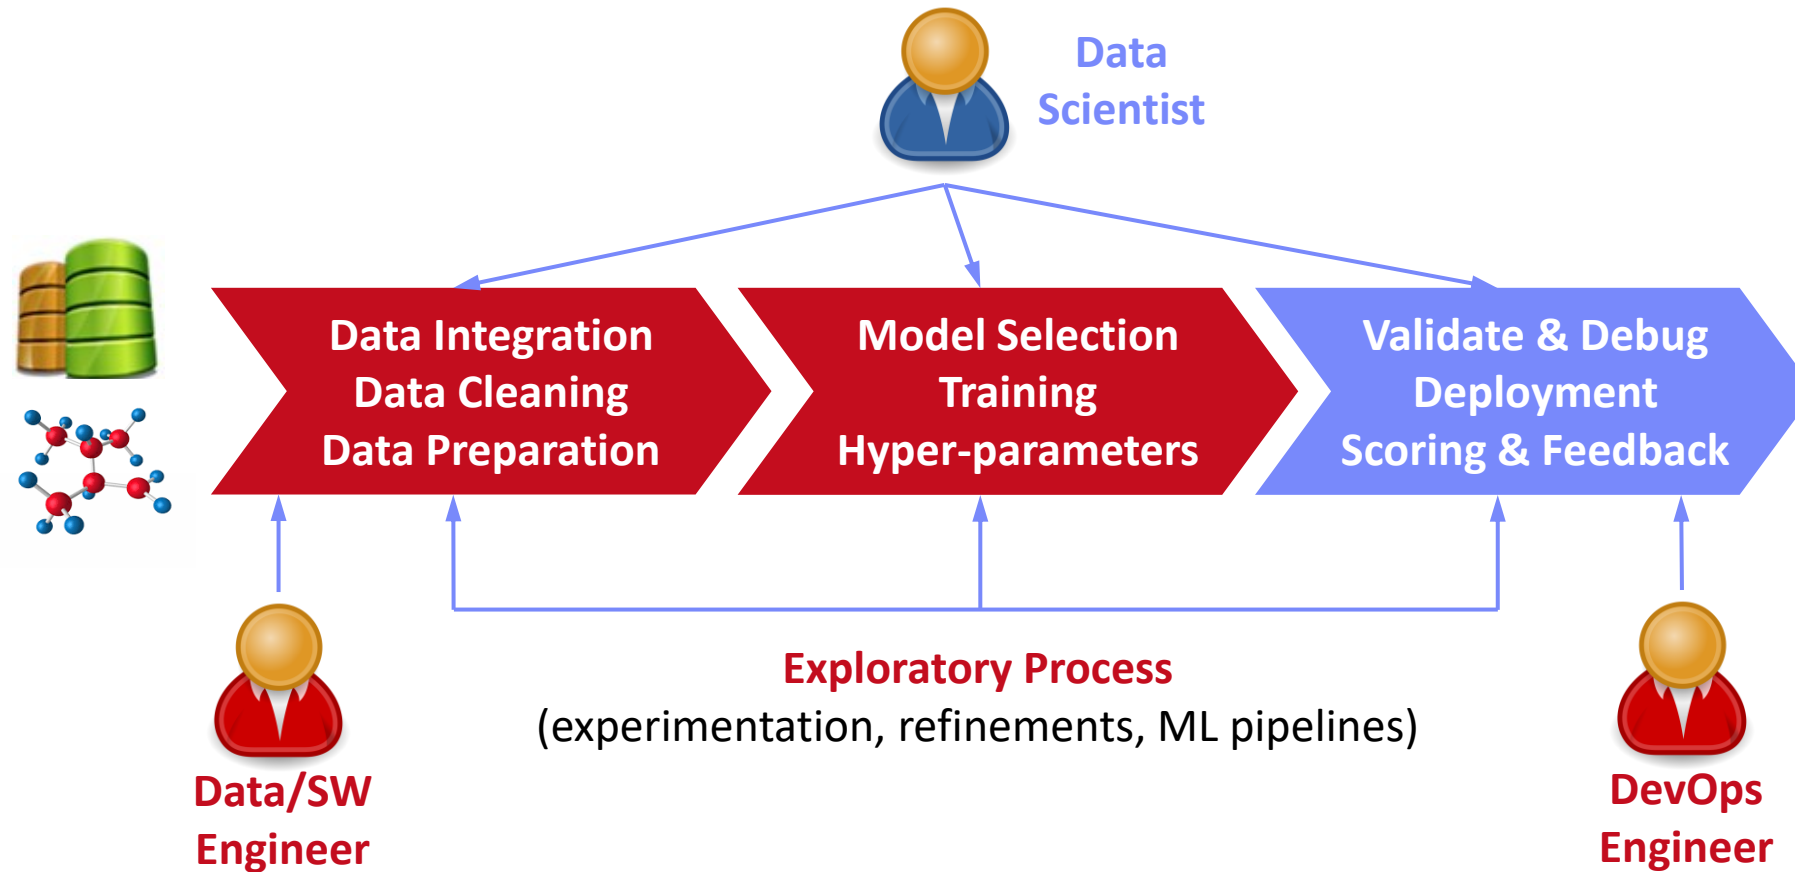 Data
Scientist
Data Integration
Data Cleaning
Data Preparation
Model Selection
Training
Hyper-parameters
Validate & Debug
Deployment
Scoring & Feedback
Exploratory Process
(experimentation, refinements, ML pipelines)
Data/SW
Engineer
DevOps
Engineer